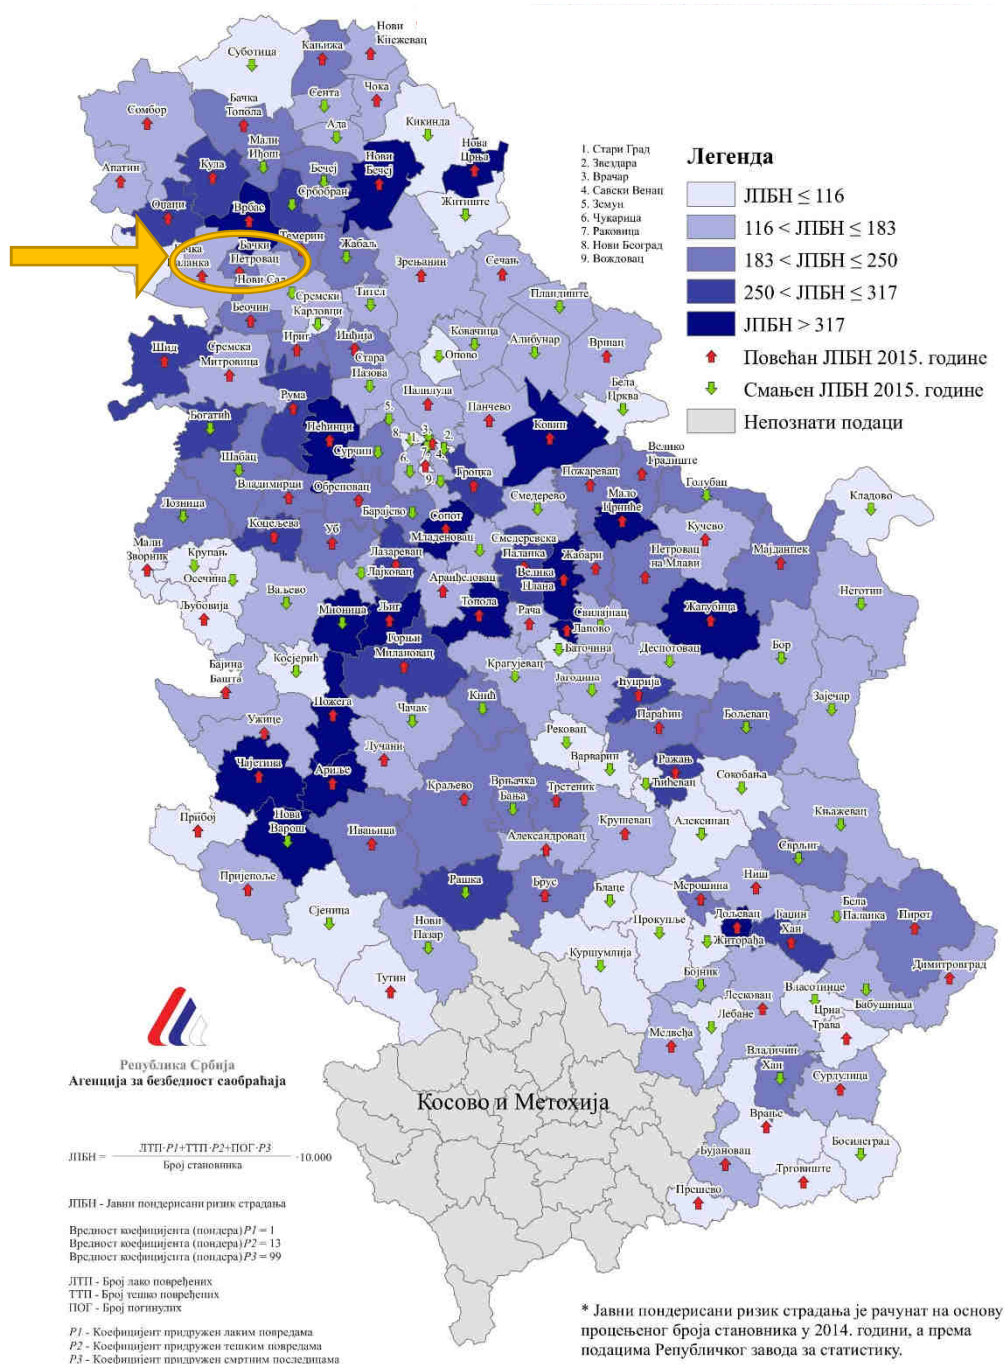 Суботица
Кањижа
Нови
Кнежевац
Сента
Чока
Сомбор
Бачка
Топола
Ада
Кикинда
Мали
Иђош
Нова
Црња
Апатин
Кула
Бечеј
Нови
Бечеј
Србобран
Оџаци
Врбас
Житиште
Темерин
Бачки
Петровац
Жабаљ
Зрењанин
Сечањ
Нови Сад
Беочин
Сремски
Карловци
Тител
Пландиште
Шид
Сремска
Митровица
Ириг
Инђија
Стара
Пазова
Опово
Ковачица
Алибунар
Вршац
Бела
Црква
Рума
Палилула
Панчево
Богатић
Пећинци
Сурчин
5.
8.
1.
3.
2.
4.
7.
6.
9.
Ковин
Шабац
Владимирци
Обреновац
Гроцка
Пожаревац
Велико
Градиште
Голубац
Лозница
Барајево
Сопот
Смедерево
Мало
Црниће
Кладово
Коцељева
Уб
Младеновац
Кучево
Мали
Зворник
Крупањ
Лазаревац
Смедеревска
Паланка
Жабари
Петровац
на Млави
Мајданпек
Осечина
Лајковац
Аранђеловац
Велика
Плана
Ваљево
Неготин
Љубовија
Мионица
Љиг
Топола
Рача
Свилајнац
Жагубица
Лапово
Горњи
Милановац
Баточина
Косјерић
Деспотовац
Бор
Бајина
Башта
Крагујевац
Јагодина
Зајечар
Пожега
Кнић
Ћуприја
Чачак
Параћин
Бољевац
Ужице
Лучани
Рековац
Чајетина
Ариље
Варварин
Ражањ
Сокобања
Краљево
Врњачка
Бања
Трстеник
Ћићевац
Прибој
Нова
Варош
Ивањица
Крушевац
Алексинац
Књажевац
Александровац
Сврљиг
Пријепоље
Рашка
Брус
Блаце
Мерошина
Ниш
Бела
Паланка
Сјеница
Нови
Пазар
Прокупље
Дољевац
Гаџин
Хан
Пирот
Житорађа
Куршумлија
Димитровград
Тутин
Бојник
Лесковац
Власотинце
Бабушница
Лебане
Црна
Трава
Медвеђа
Владичин
Хан
Сурдулица
Врање
Босилеград
Бујановац
Трговиште
Прешево
Косово и Метохија
1. Стари Град
2. Звездара
3. Врачар
4. Савски Венац
5. Земун
6. Чукарица
7. Раковица
8. Нови Београд
9. Вождовац
Легенда
ЈПБН ≤ 116
116 < ЈПБН ≤ 183
183 < ЈПБН ≤ 250
250 < ЈПБН ≤ 317
ЈПБН > 317
Повећан ЈПБН 2015. године
Смањен ЈПБН 2015. године
Непознати подаци
Република Србија
Агенција за безбедност саобраћаја
ЈПБН = ЛТП·P1+ТТП·P2+ПОГ·P3 ·10.000
Број становника
ЈПБН - Јавни пондерисани ризик страдања
Вредност коефицијента (пондера) P1 = 1
Вредност коефицијента (пондера) P2 = 13
Вредност коефицијента (пондера) P3 = 99
ЛТП - Број лако повређених
ТТП - Број тешко повређених
ПОГ - Број погинулих
P1 - Коефицијент придружен лаким повредама
P2 - Коефицијент придружен тешким повредама
P3 - Коефицијент придружен смртним последицама
* Јавни пондерисани ризик страдања је рачунат на основу
процењеног броја становника у 2014. години, а према
подацима Републичког завода за статистику.